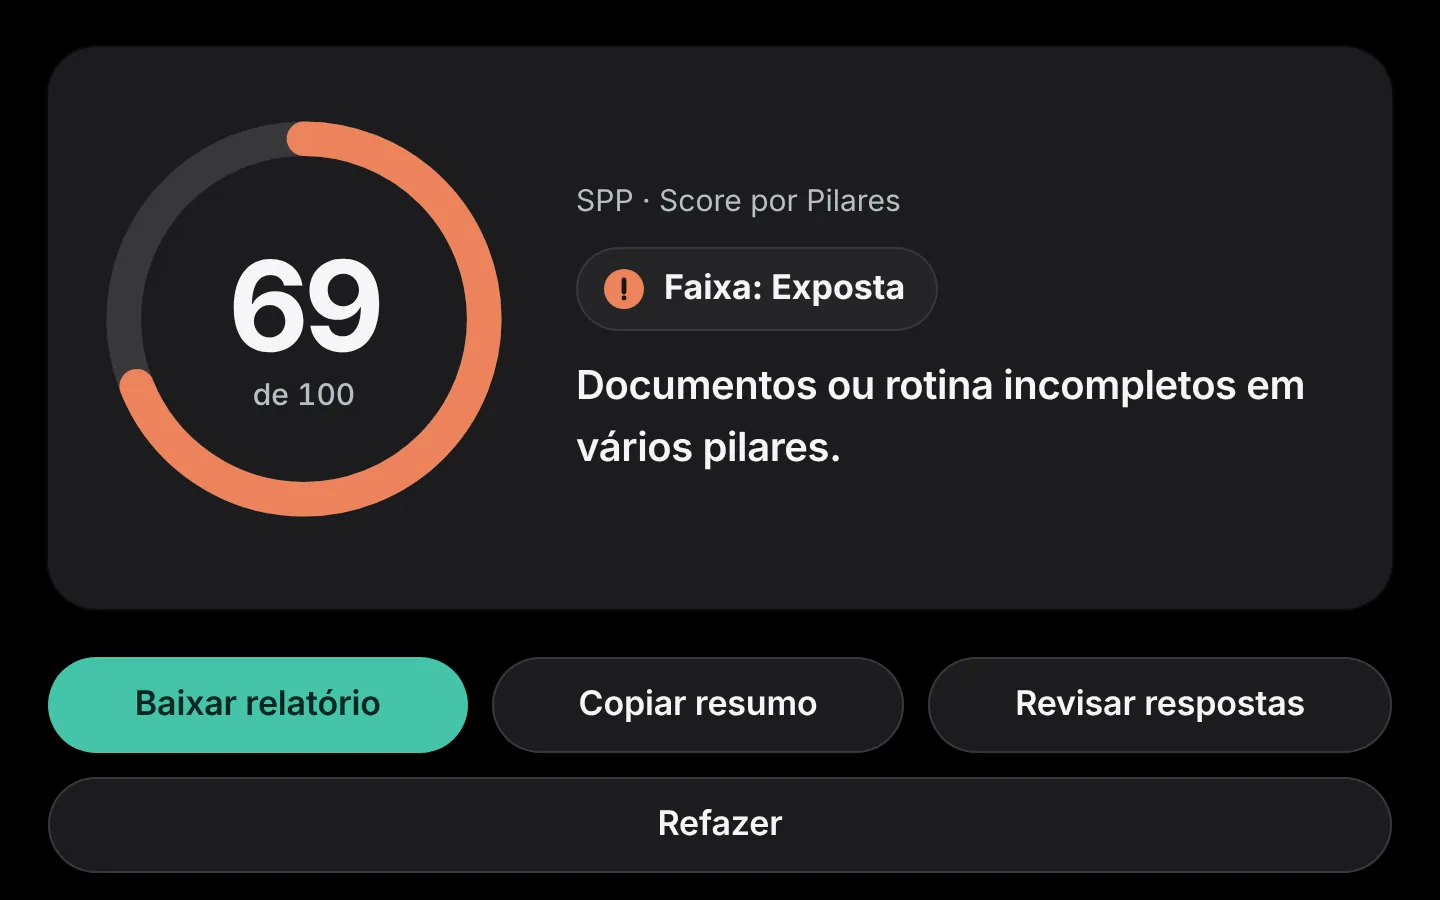 69
de 100
SPP · Score por Pilares
Faixa: Exposta
Documentos ou rotina incompletos em
vários pilares.
Baixar relatório
Copiar resumo
Revisar respostas
Refazer